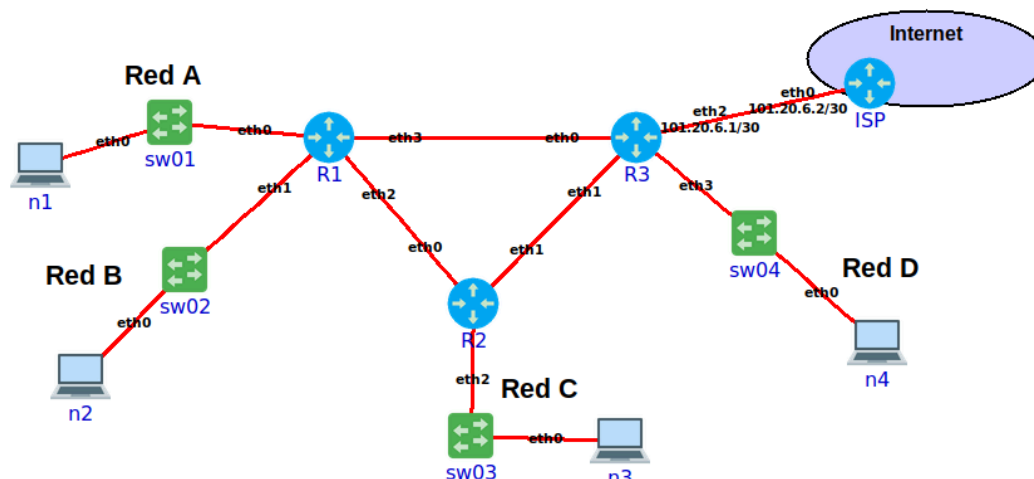 Internet
Red A
eth0
eth2
101.20.6.2/30
101.20.6.1/30
ISP
eth0
eth0
eth3
eth0
sw01
R1
R3
n1
eth1
eth2
eth1
eth3
eth0
eth1
sw04
Red D
Red B
sw02
eth0
eth0
R2
n4
n2
eth2
Red C
eth0
sw03
n3